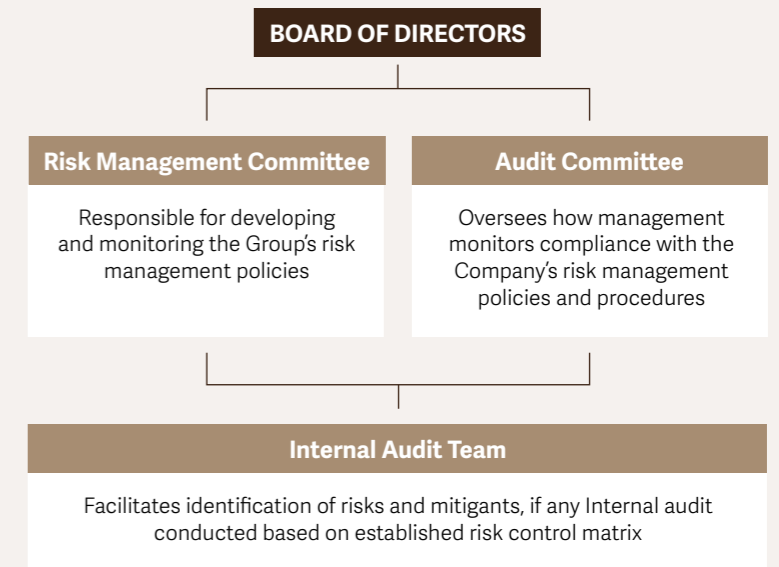 BOARD OF DIRECTORS
Risk Management Committee
Responsible for developing
and monitoring the Group's risk
management policies
Audit Committee
Oversees how management
monitors compliance with the
Company's risk management
policies and procedures
Internal Audit Team
Facilitates identification of risks and mitigants, if any Internal audit
conducted based on established risk control matrix